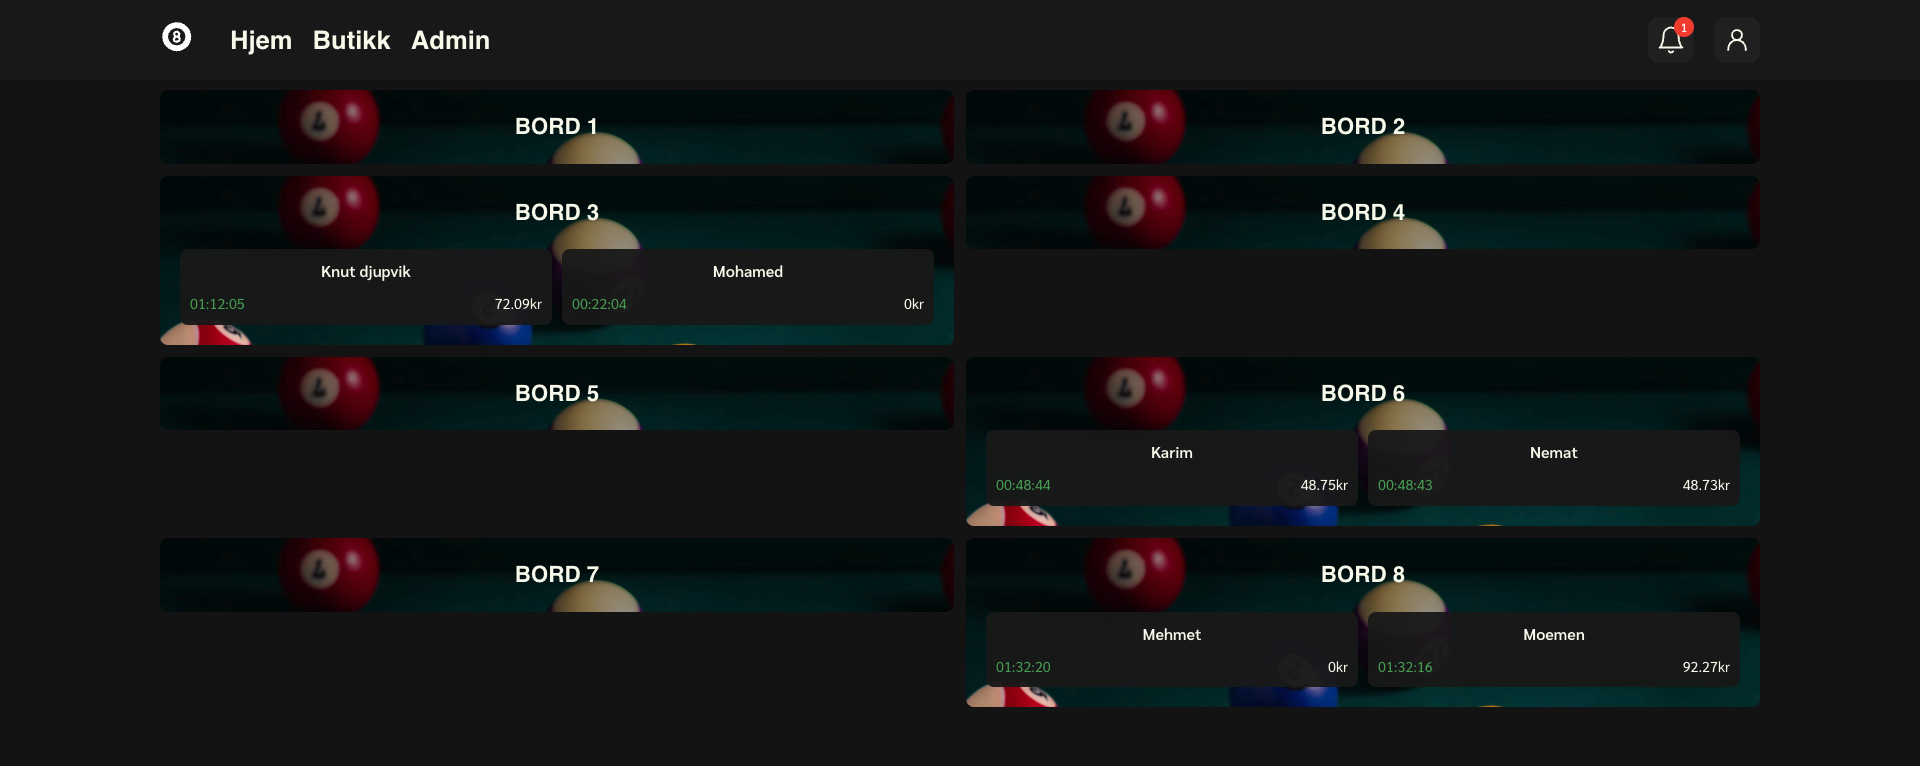 8 Hjem Butikk Admin 1
BORD 1
BORD 2
BORD 3
Knut djupvik
01:12:05 72.09kr
Mohamed
00:22:04 0kr
BORD 4
BORD 5
BORD 6
Karim
00:48:44 48.75kr
Nemat
00:48:43 48.73kr
BORD 7
BORD 8
Mehmet
01:32:20 0kr
Moemen
01:32:16 92.27kr